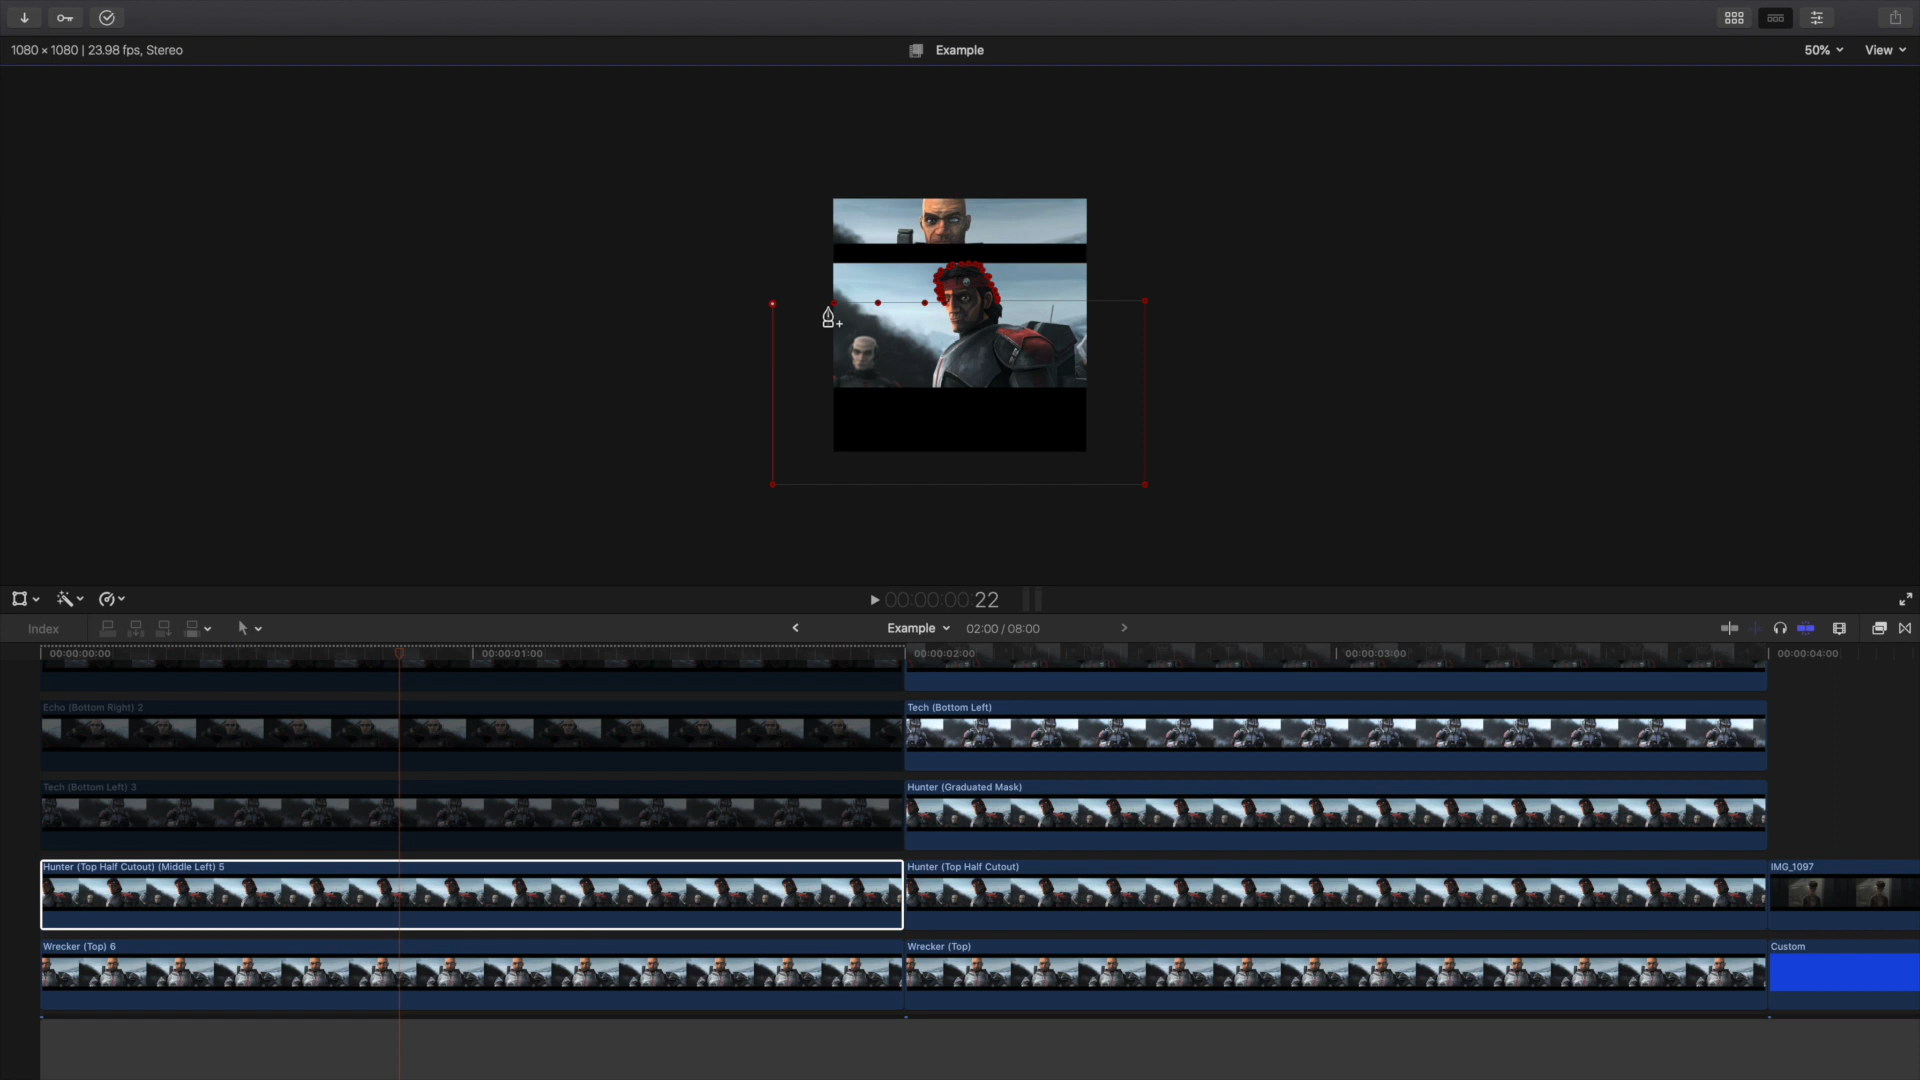 1080 × 1080 | 23.98 fps, Stereo
Example
50%
View
00:00:00:00:22
Index
Example
02:00 / 08:00
00:00:00:00
00:00:01:00
00:00:02:00
00:00:03:00
00:00:04:00
Echo (Bottom Right) 2
Tech (Bottom Left)
Tech (Bottom Left) 3
Hunter (Graduated Mask)
Hunter (Top Half Cutout) (Middle Left) 5
Hunter (Top Half Cutout)
IMG_1097
Wrecker (Top) 6
Wrecker (Top)
Custom